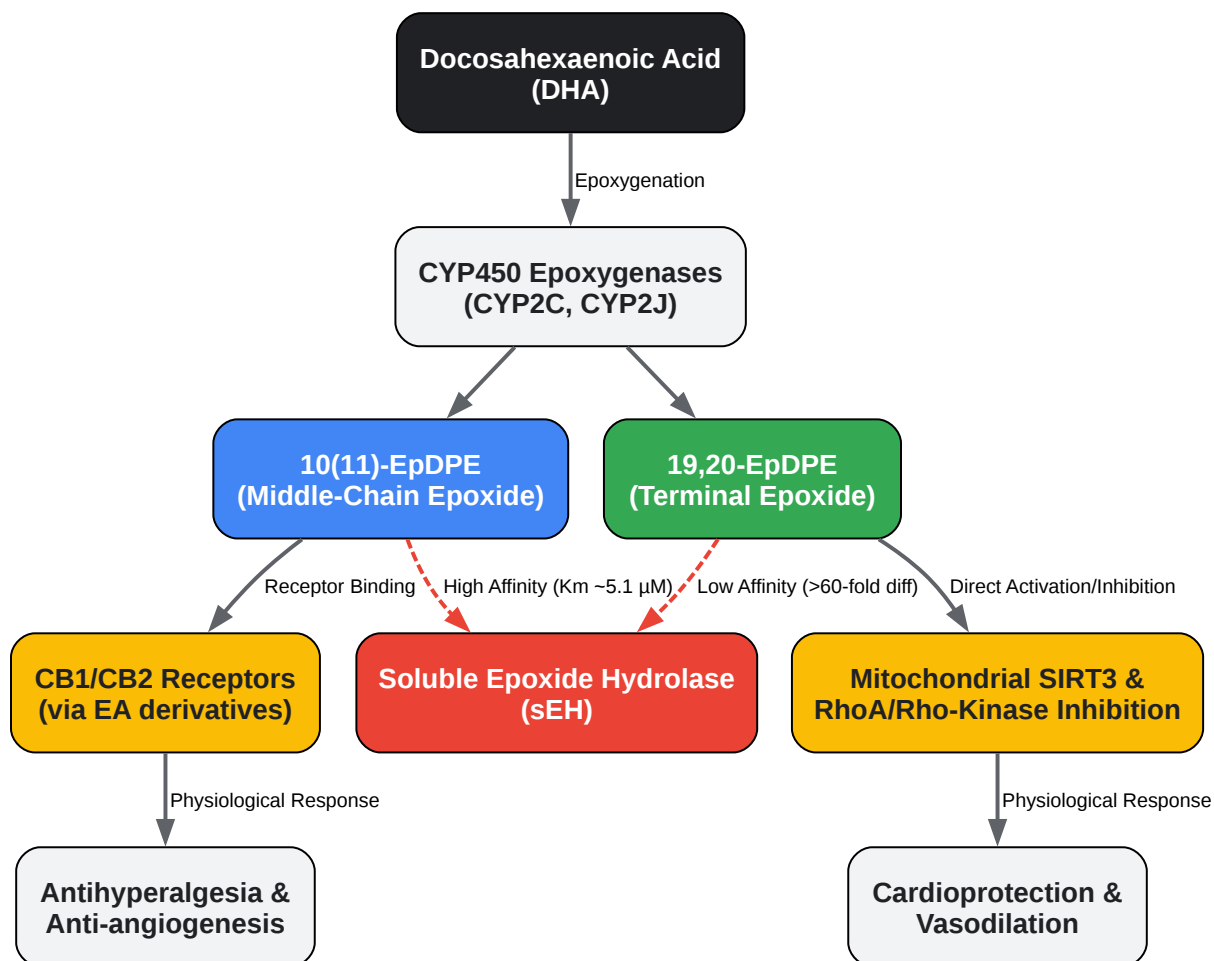 Docosahexaenoic Acid
(DHA)
Epoxygenation
CYP450 Epoxygenases
(CYP2C, CYP2J)
10(11)-EpDPE
(Middle-Chain Epoxide)
19,20-EpDPE
(Terminal Epoxide)
Receptor Binding
High Affinity (Km ~5.1 µM)
Low Affinity (>60-fold diff)
Direct Activation/Inhibition
CB1/CB2 Receptors
(via EA derivatives)
Soluble Epoxide Hydrolase
(sEH)
Mitochondrial SIRT3 &
RhoA/Rho-Kinase Inhibition
Physiological Response
Physiological Response
Antihyperalgesia &
Anti-angiogenesis
Cardioprotection &
Vasodilation